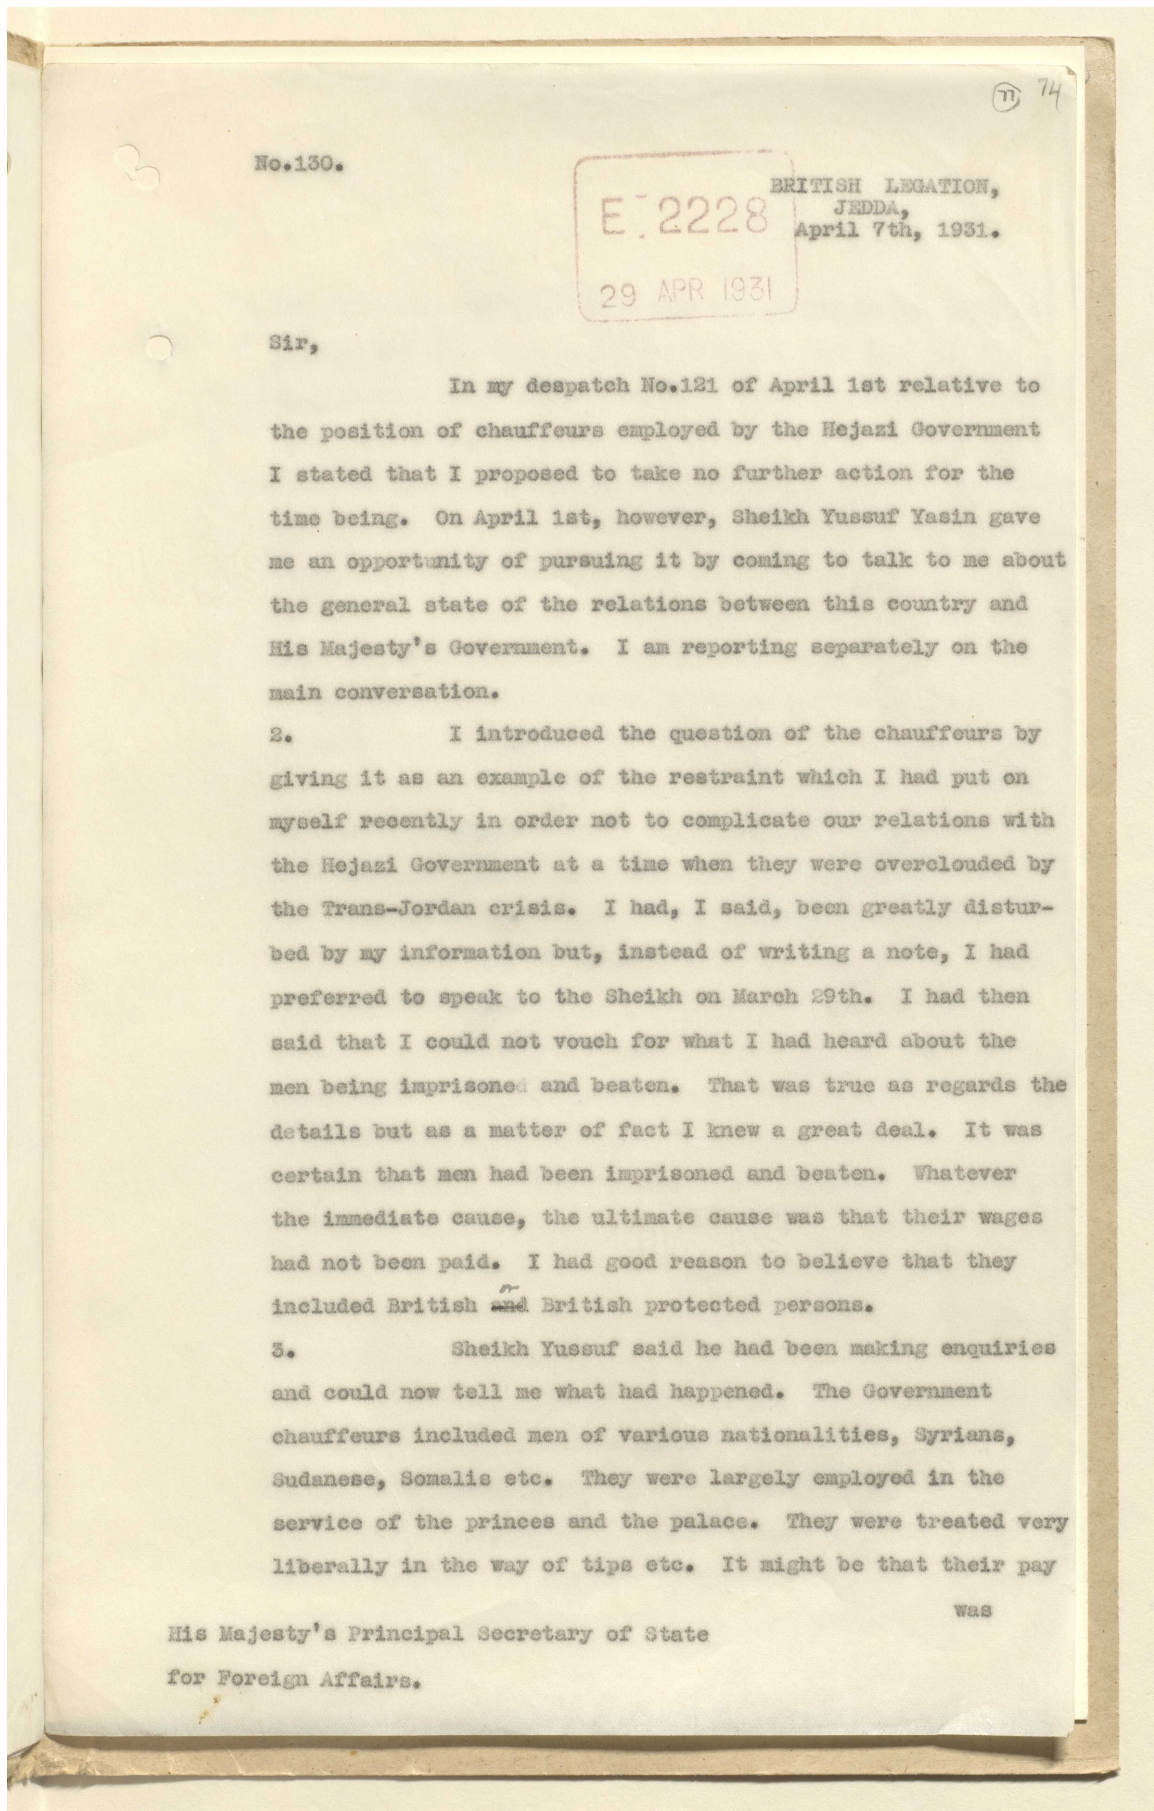 77 74
No.130.
BRITISH LEGATION,
JEDDA,
April 7th, 1931.
E 2228
29 APR 1931
Sir,
In my despatch No.121 of April 1st relative to
the position of chauffeurs employed by the Hejazi Government
I stated that I proposed to take no further action for the
time being. On April 1st, however, Sheikh Yussuf Yasin gave
me an opportunity of pursuing it by coming to talk to me about
the general state of the relations between this country and
His Majesty's Government. I am reporting separately on the
main conversation.
2. I introduced the question of the chauffeurs by
giving it as an example of the restraint which I had put on
myself recently in order not to complicate our relations with
the Hejazi Government at a time when they were overclouded by
the Trans-Jordan crisis. I had, I said, been greatly distur-
bed by my information but, instead of writing a note, I had
preferred to speak to the Sheikh on March 29th. I had then
said that I could not vouch for what I had heard about the
men being imprisoned and beaten. That was true as regards the
details but as a matter of fact I knew a great deal. It was
certain that men had been imprisoned and beaten. Whatever
the immediate cause, the ultimate cause was that their wages
had not been paid. I had good reason to believe that they
or
included British and British protected persons.
3. Sheikh Yussuf said he had been making enquiries
and could now tell me what had happened. The Government
chauffeurs included men of various nationalities, Syrians,
Sudanese, Somalis etc. They were largely employed in the
service of the princes and the palace. They were treated very
liberally in the way of tips etc. It might be that their pay
was
His Majesty's Principal Secretary of State
for Foreign Affairs.